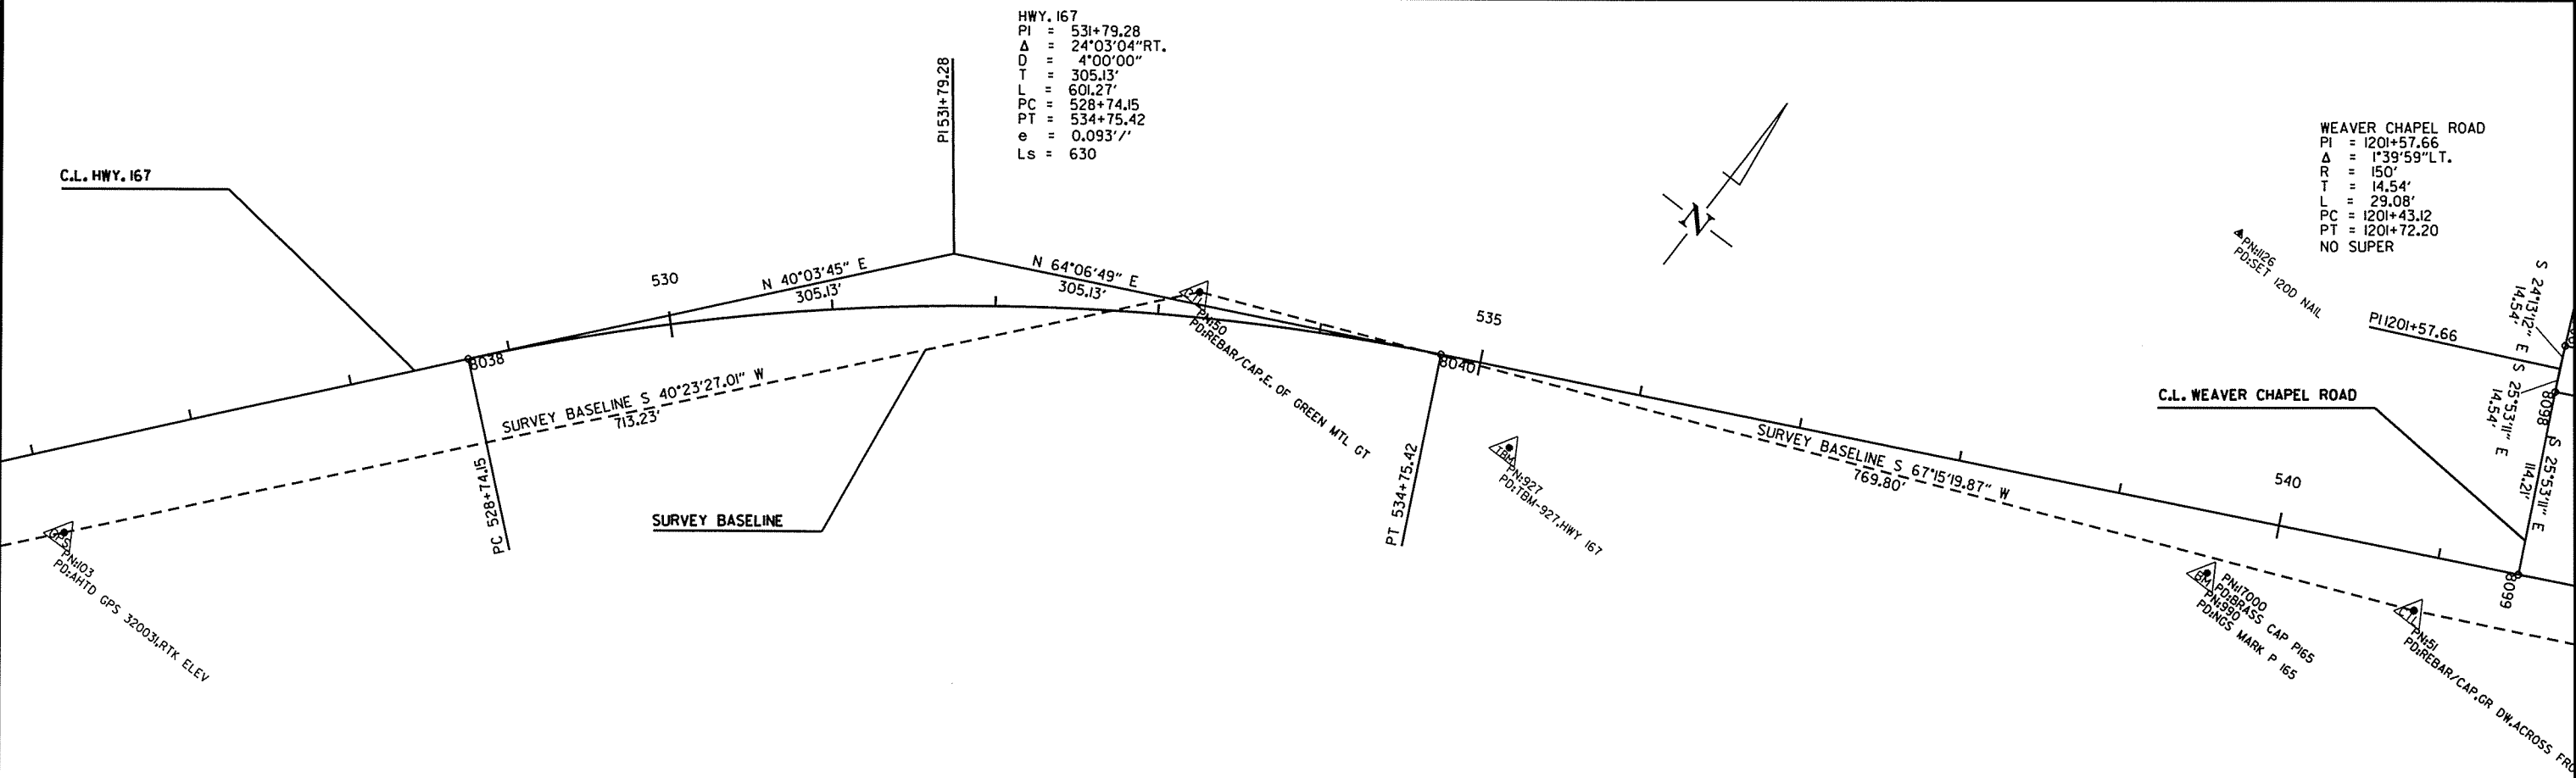 HWY. 167
PI = 531+79.28
Δ = 24°03'04"RT.
D = 4°00'00"
T = 305.13'
L = 601.27'
PC = 528+74.15
PT = 534+75.42
e = 0.093'/'
Ls = 630
PI 531+79.28
WEAVER CHAPEL ROAD
PI = 1201+57.66
Δ = 1°39'59"LT.
R = 150'
T = 14.54'
L = 29.08'
PC = 1201+43.12
PT = 1201+72.20
NO SUPER
C.L. HWY. 167
N
PN:1126
PD:SET 120D NAIL
530
N 40°03'45" E
305.13'
N 64°06'49" E
305.13'
S 24°13'12" E
14.54'
PI 1201+57.66
535
PN:50
PD:REBAR/CAP,E. OF GREEN MTL GT
8038
8040
SURVEY BASELINE S 40°23'27.01" W
713.23'
S 25°53'11" E
14.54'
8098
C.L. WEAVER CHAPEL ROAD
S 25°53'11" E
114.21'
SURVEY BASELINE S 67°15'19.87" W
769.80'
540
PC 528+74.15
PT 534+75.42
TBM
PN:927
PD:TBM-927,HWY 167
SURVEY BASELINE
GPS
PN:103
PD:AHTD GPS 320031,RTK ELEV
BM
PN:17000
PD:BRASS CAP P165
PN:990
PD:NGS MARK P 165
8099
CTL
PN:51
PD:REBAR/CAP,GR DW,ACROSS FRO